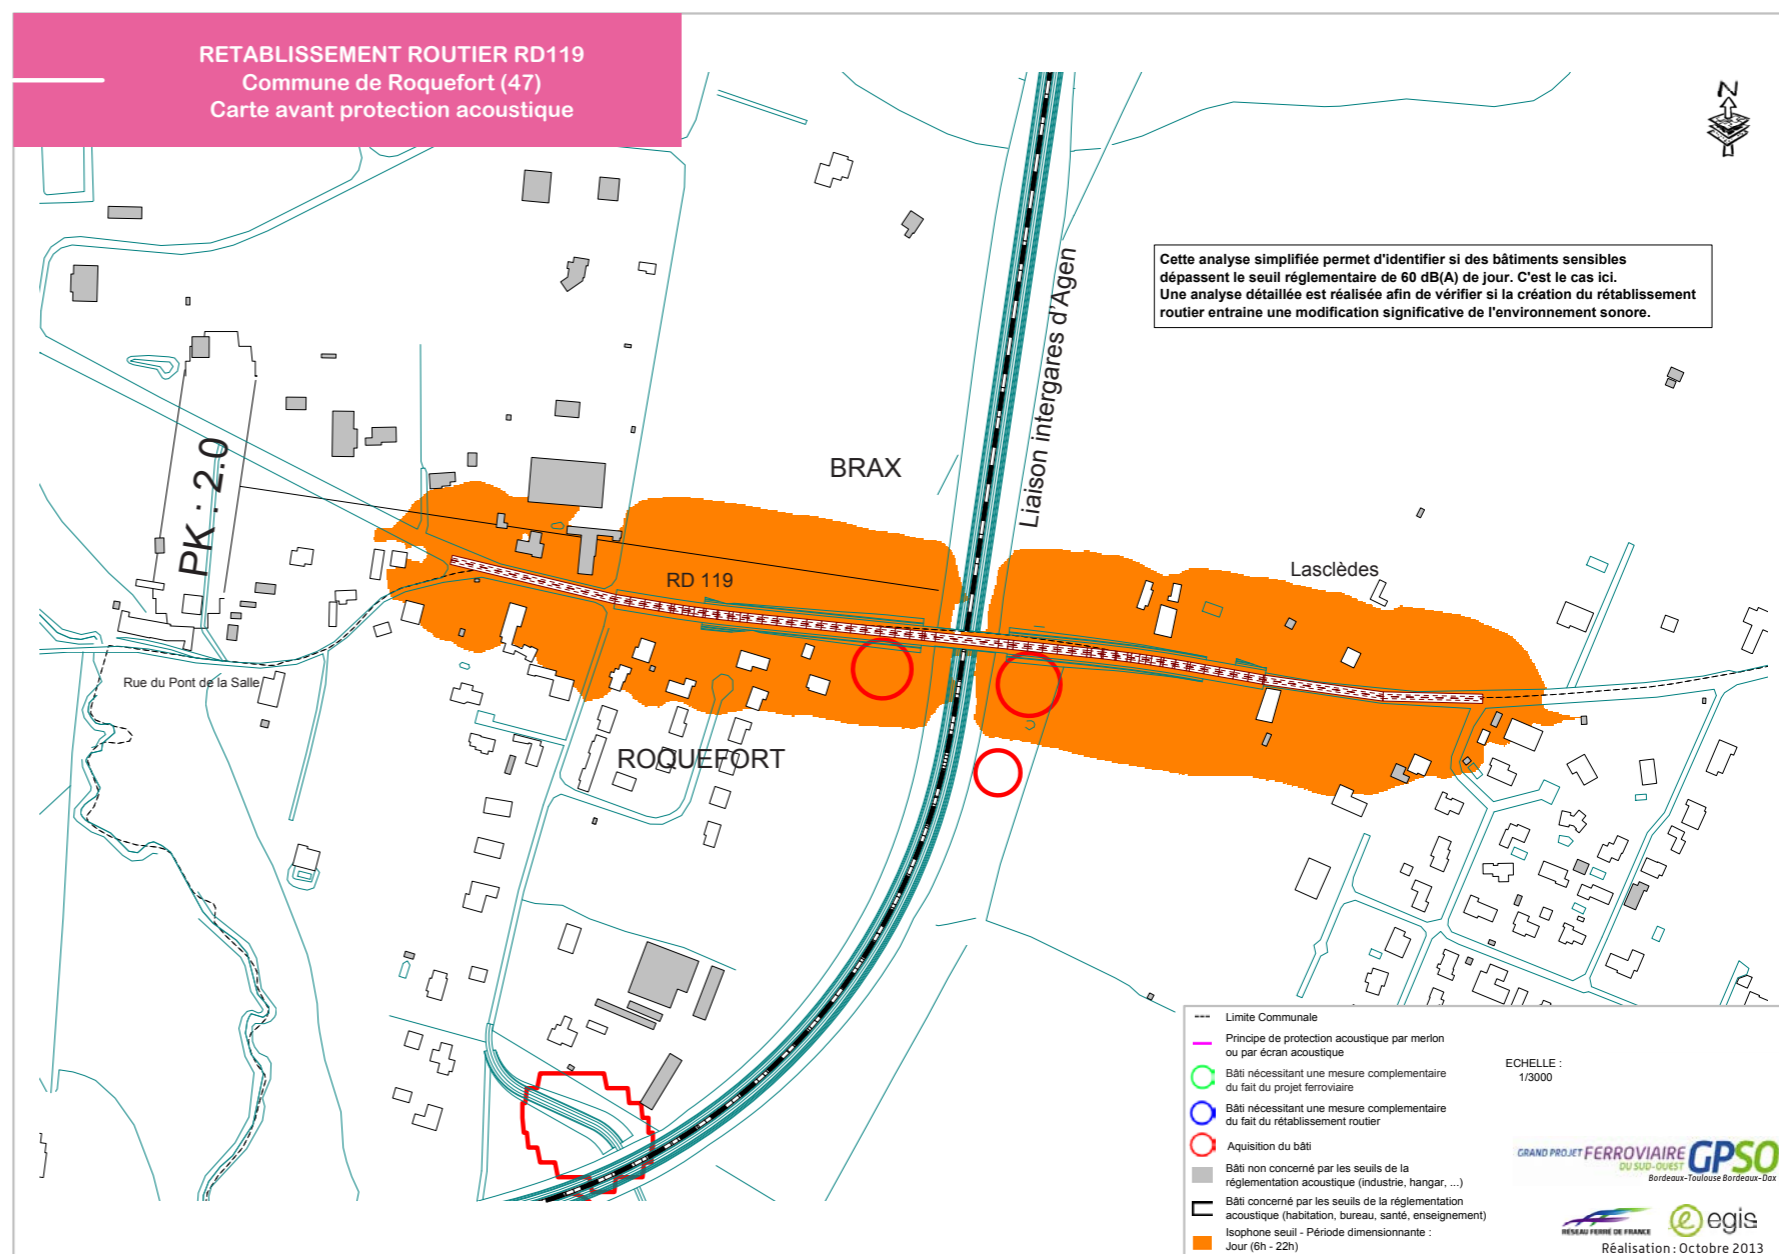 RETABLISSEMENT ROUTIER RD119
Commune de Roquefort (47)
Carte avant protection acoustique
N
Cette analyse simplifiée permet d'identifier si des bâtiments sensibles
dépassent le seuil réglementaire de 60 dB(A) de jour. C'est le cas ici.
Une analyse détaillée est réalisée afin de vérifier si la création du rétablissement
routier entraine une modification significative de l'environnement sonore.
Liaison intergares d'Agen
BRAX
PK : 2.0
RD 119
Lasclèdes
Rue du Pont de la Salle
ROQUEFORT
Limite Communale
Principe de protection acoustique par merlon
ou par écran acoustique
Bâti nécessitant une mesure complementaire
du fait du projet ferroviaire
Bâti nécessitant une mesure complementaire
du fait du rétablissement routier
Aquisition du bâti
Bâti non concerné par les seuils de la
réglementation acoustique (industrie, hangar, ...)
Bâti concerné par les seuils de la réglementation
acoustique (habitation, bureau, santé, enseignement)
Isophone seuil - Période dimensionnante :
Jour (6h - 22h)
ECHELLE :
1/3000
GRAND PROJET FERROVIAIRE
DU SUD-OUEST
GPSO
Bordeaux-Toulouse Bordeaux-Dax
RÉSEAU FERRÉ DE FRANCE
egis
Réalisation : Octobre 2013